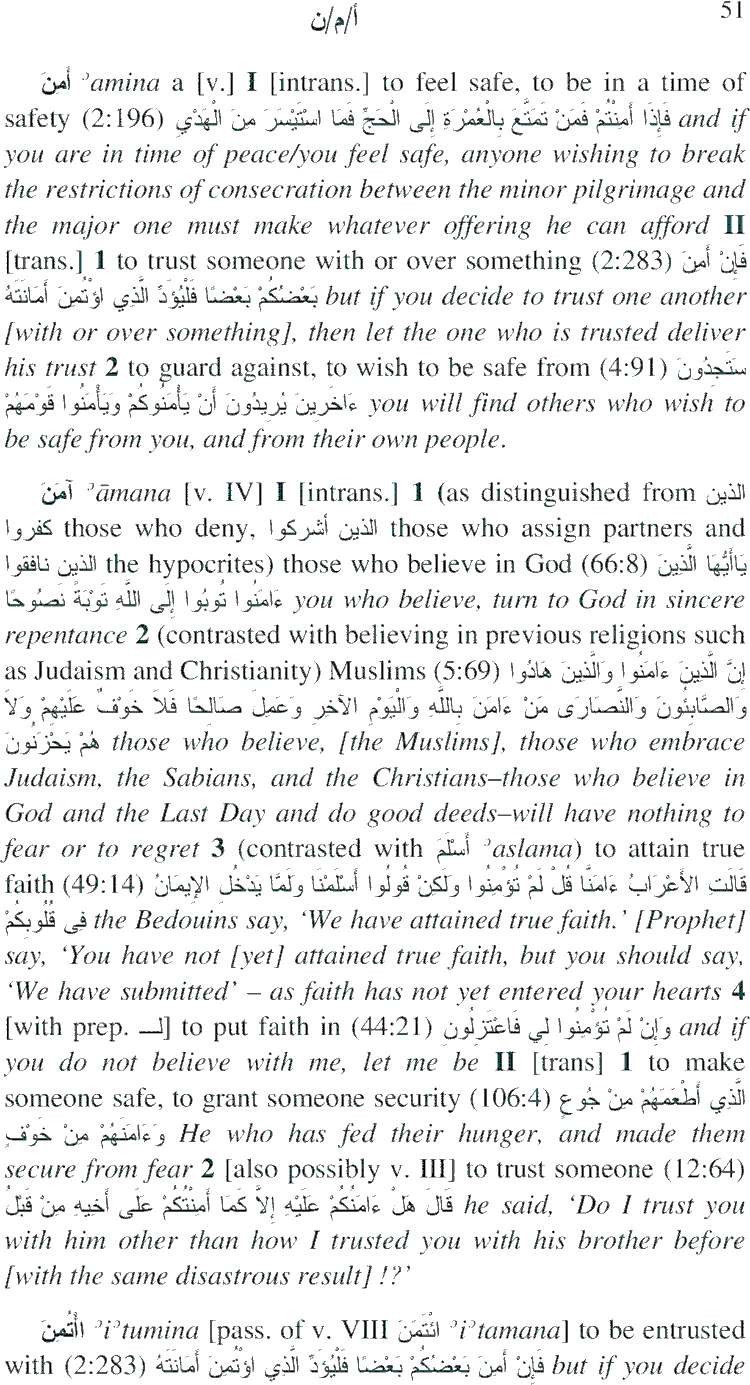 أ/م/ن 51
أَمِنَ ʾamina a [v.] I [intrans.] to feel safe, to be in a time of
safety (2:196) فَإِذَا أَمِنْتُمْ فَمَنْ تَمَتَّعَ بِالْعُمْرَةِ إِلَى الْحَجِّ فَمَا اسْتَيْسَرَ مِنَ الْهَدْيِ and if
you are in time of peace/you feel safe, anyone wishing to break
the restrictions of consecration between the minor pilgrimage and
the major one must make whatever offering he can afford II
[trans.] 1 to trust someone with or over something (2:283) فَإِنْ أَمِنَ
بَعْضُكُمْ بَعْضًا فَلْيُؤَدِّ الَّذِي اؤْتُمِنَ أَمَانَتَهُ but if you decide to trust one another
[with or over something], then let the one who is trusted deliver
his trust 2 to guard against, to wish to be safe from (4:91) سَتَجِدُونَ
ءَاخَرِينَ يُرِيدُونَ أَنْ يَأْمَنُوكُمْ وَيَأْمَنُوا قَوْمَهُمْ you will find others who wish to
be safe from you, and from their own people.
آمَنَ ʾāmana [v. IV] I [intrans.] 1 (as distinguished from الذين
كفروا those who deny, الذين أشركوا those who assign partners and
الذين نافقوا the hypocrites) those who believe in God (66:8) يَاأَيُّهَا الَّذِينَ
ءَامَنُوا تُوبُوا إِلَى اللَّهِ تَوْبَةً نَصُوحًا you who believe, turn to God in sincere
repentance 2 (contrasted with believing in previous religions such
as Judaism and Christianity) Muslims (5:69) إِنَّ الَّذِينَ ءَامَنُوا وَالَّذِينَ هَادُوا
وَالصَّابِئُونَ وَالنَّصَارَى مَنْ ءَامَنَ بِاللَّهِ وَالْيَوْمِ الآخِرِ وَعَمِلَ صَالِحًا فَلاَ خَوْفٌ عَلَيْهِمْ وَلاَ
هُمْ يَحْزَنُونَ those who believe, [the Muslims], those who embrace
Judaism, the Sabians, and the Christians–those who believe in
God and the Last Day and do good deeds–will have nothing to
fear or to regret 3 (contrasted with أَسْلَمَ ʾaslama) to attain true
faith (49:14) قَالَتِ الأَعْرَابُ ءَامَنَّا قُلْ لَمْ تُؤْمِنُوا وَلَكِنْ قُولُوا أَسْلَمْنَا وَلَمَّا يَدْخُلِ الإِيمَانُ
فِي قُلُوبِكُمْ the Bedouins say, ‘We have attained true faith.’ [Prophet]
say, ‘You have not [yet] attained true faith, but you should say,
‘We have submitted’ – as faith has not yet entered your hearts 4
[with prep. لــ] to put faith in (44:21) وَإِنْ لَمْ تُؤْمِنُوا لِي فَاعْتَزِلُونِ and if
you do not believe with me, let me be II [trans] 1 to make
someone safe, to grant someone security (106:4) الَّذِي أَطْعَمَهُمْ مِنْ جُوعٍ
وَءَامَنَهُمْ مِنْ خَوْفٍ He who has fed their hunger, and made them
secure from fear 2 [also possibly v. III] to trust someone (12:64)
قَالَ هَلْ ءَامَنُكُمْ عَلَيْهِ إِلاَّ كَمَا أَمِنْتُكُمْ عَلَى أَخِيهِ مِنْ قَبْلُ he said, ‘Do I trust you
with him other than how I trusted you with his brother before
[with the same disastrous result] !?’
اؤُتُمِنَ ʾiʾtumina [pass. of v. VIII ائْتَمَنَ ʾiʾtamana] to be entrusted
with (2:283) فَإِنْ أَمِنَ بَعْضُكُمْ بَعْضًا فَلْيُؤَدِّ الَّذِي اؤْتُمِنَ أَمَانَتَهُ but if you decide